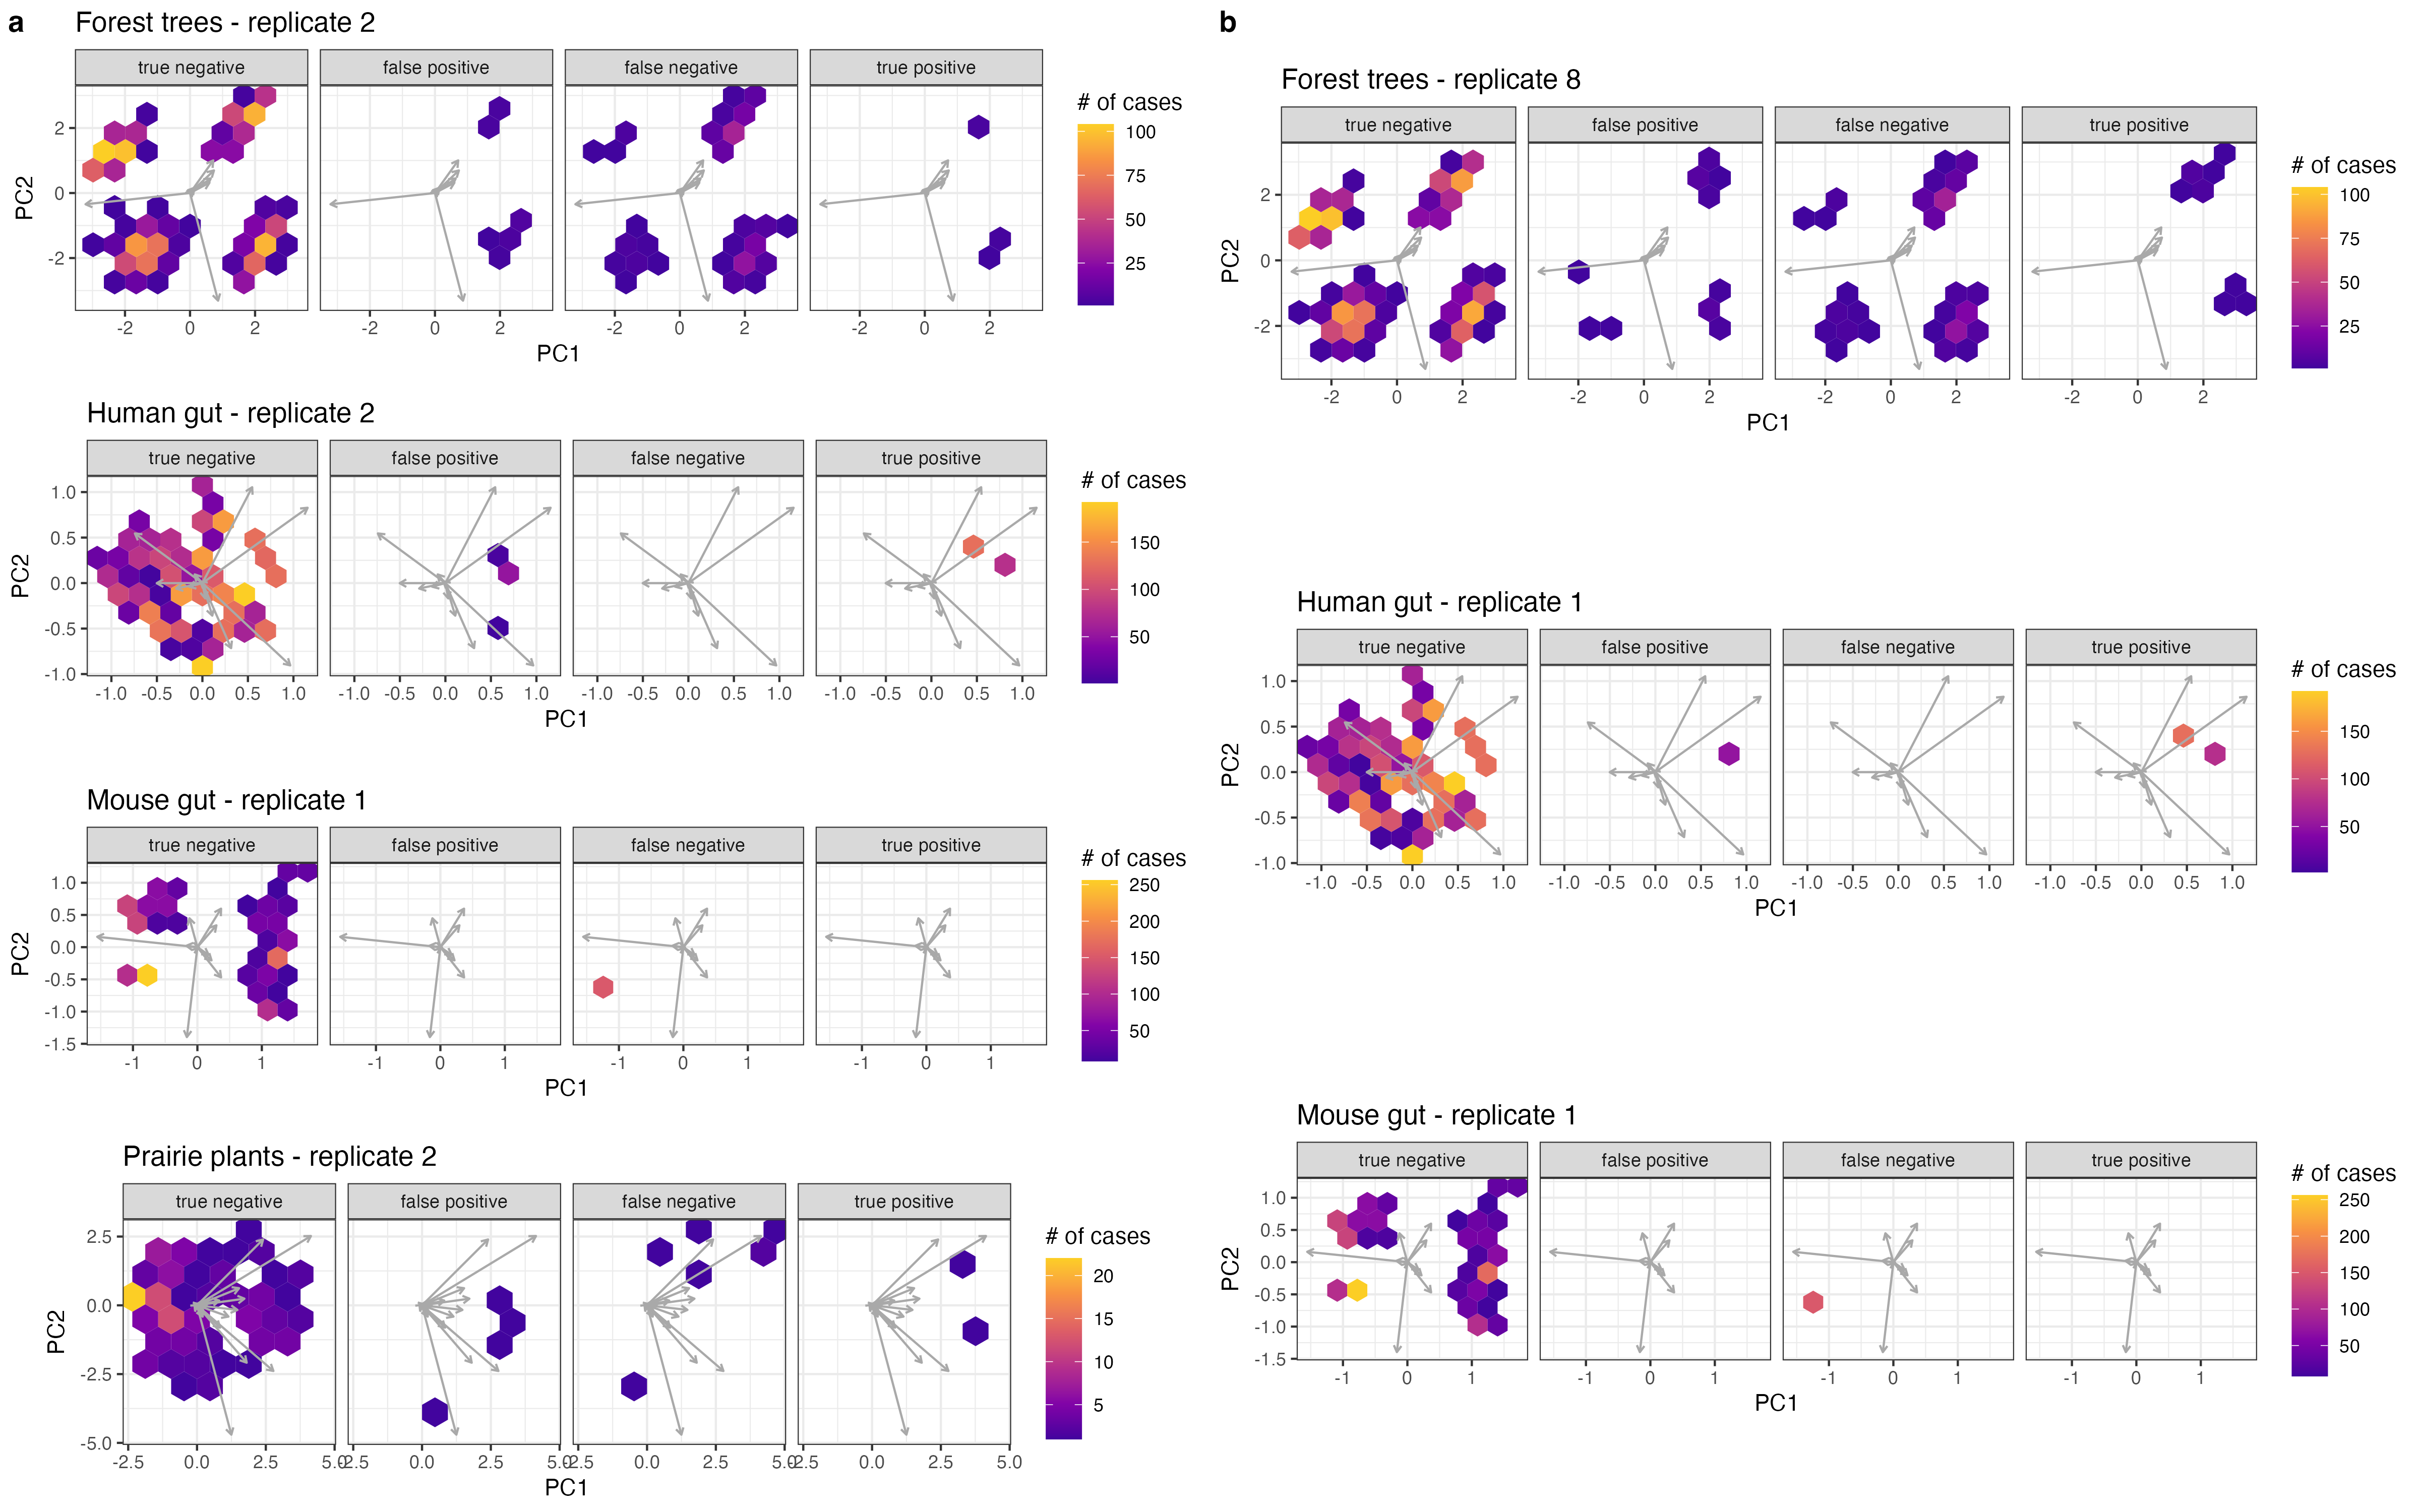 a
Forest trees - replicate 2
true negative false positive false negative true positive
# of cases
100
75
50
25
PC2
2
0
-2
-2 0 2 -2 0 2 -2 0 2 -2 0 2
PC1
Human gut - replicate 2
true negative false positive false negative true positive
# of cases
150
100
50
PC2
1.0
0.5
0.0
-0.5
-1.0
-1.0 -0.5 0.0 0.5 1.0 -1.0 -0.5 0.0 0.5 1.0 -1.0 -0.5 0.0 0.5 1.0 -1.0 -0.5 0.0 0.5 1.0
PC1
Mouse gut - replicate 1
true negative false positive false negative true positive
# of cases
250
200
150
100
50
PC2
1.0
0.5
0.0
-0.5
-1.0
-1.5
-1 0 1 -1 0 1 -1 0 1 -1 0 1
PC1
Prairie plants - replicate 2
true negative false positive false negative true positive
# of cases
20
15
10
5
PC2
2.5
0.0
-2.5
-5.0
-2.5 0.0 2.5 5.0 -2.5 0.0 2.5 5.0 -2.5 0.0 2.5 5.0 -2.5 0.0 2.5 5.0
PC1
b
Forest trees - replicate 8
true negative false positive false negative true positive
# of cases
100
75
50
25
PC2
2
0
-2
-2 0 2 -2 0 2 -2 0 2 -2 0 2
PC1
Human gut - replicate 1
true negative false positive false negative true positive
# of cases
150
100
50
PC2
1.0
0.5
0.0
-0.5
-1.0
-1.0 -0.5 0.0 0.5 1.0 -1.0 -0.5 0.0 0.5 1.0 -1.0 -0.5 0.0 0.5 1.0 -1.0 -0.5 0.0 0.5 1.0
PC1
Mouse gut - replicate 1
true negative false positive false negative true positive
# of cases
250
200
150
100
50
PC2
1.0
0.5
0.0
-0.5
-1.0
-1.5
-1 0 1 -1 0 1 -1 0 1 -1 0 1
PC1